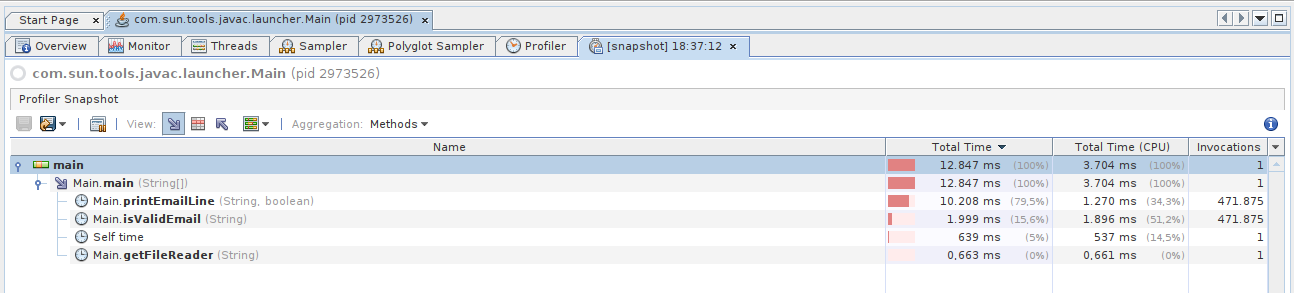 Start Page com.sun.tools.javac.launcher.Main (pid 2973526)
Overview Monitor Threads Sampler Polyglot Sampler Profiler [snapshot] 18:37:12
com.sun.tools.javac.launcher.Main (pid 2973526)
Profiler Snapshot
View: Aggregation: Methods
Name Total Time Total Time (CPU) Invocations
main 12.847 ms (100%) 3.704 ms (100%) 1
Main.main (String[]) 12.847 ms (100%) 3.704 ms (100%) 1
Main.printEmailLine (String, boolean) 10.208 ms (79,5%) 1.270 ms (34,3%) 471.875
Main.isValidEmail (String) 1.999 ms (15,6%) 1.896 ms (51,2%) 471.875
Self time 639 ms (5%) 537 ms (14,5%) 1
Main.getFileReader (String) 0,663 ms (0%) 0,661 ms (0%) 1